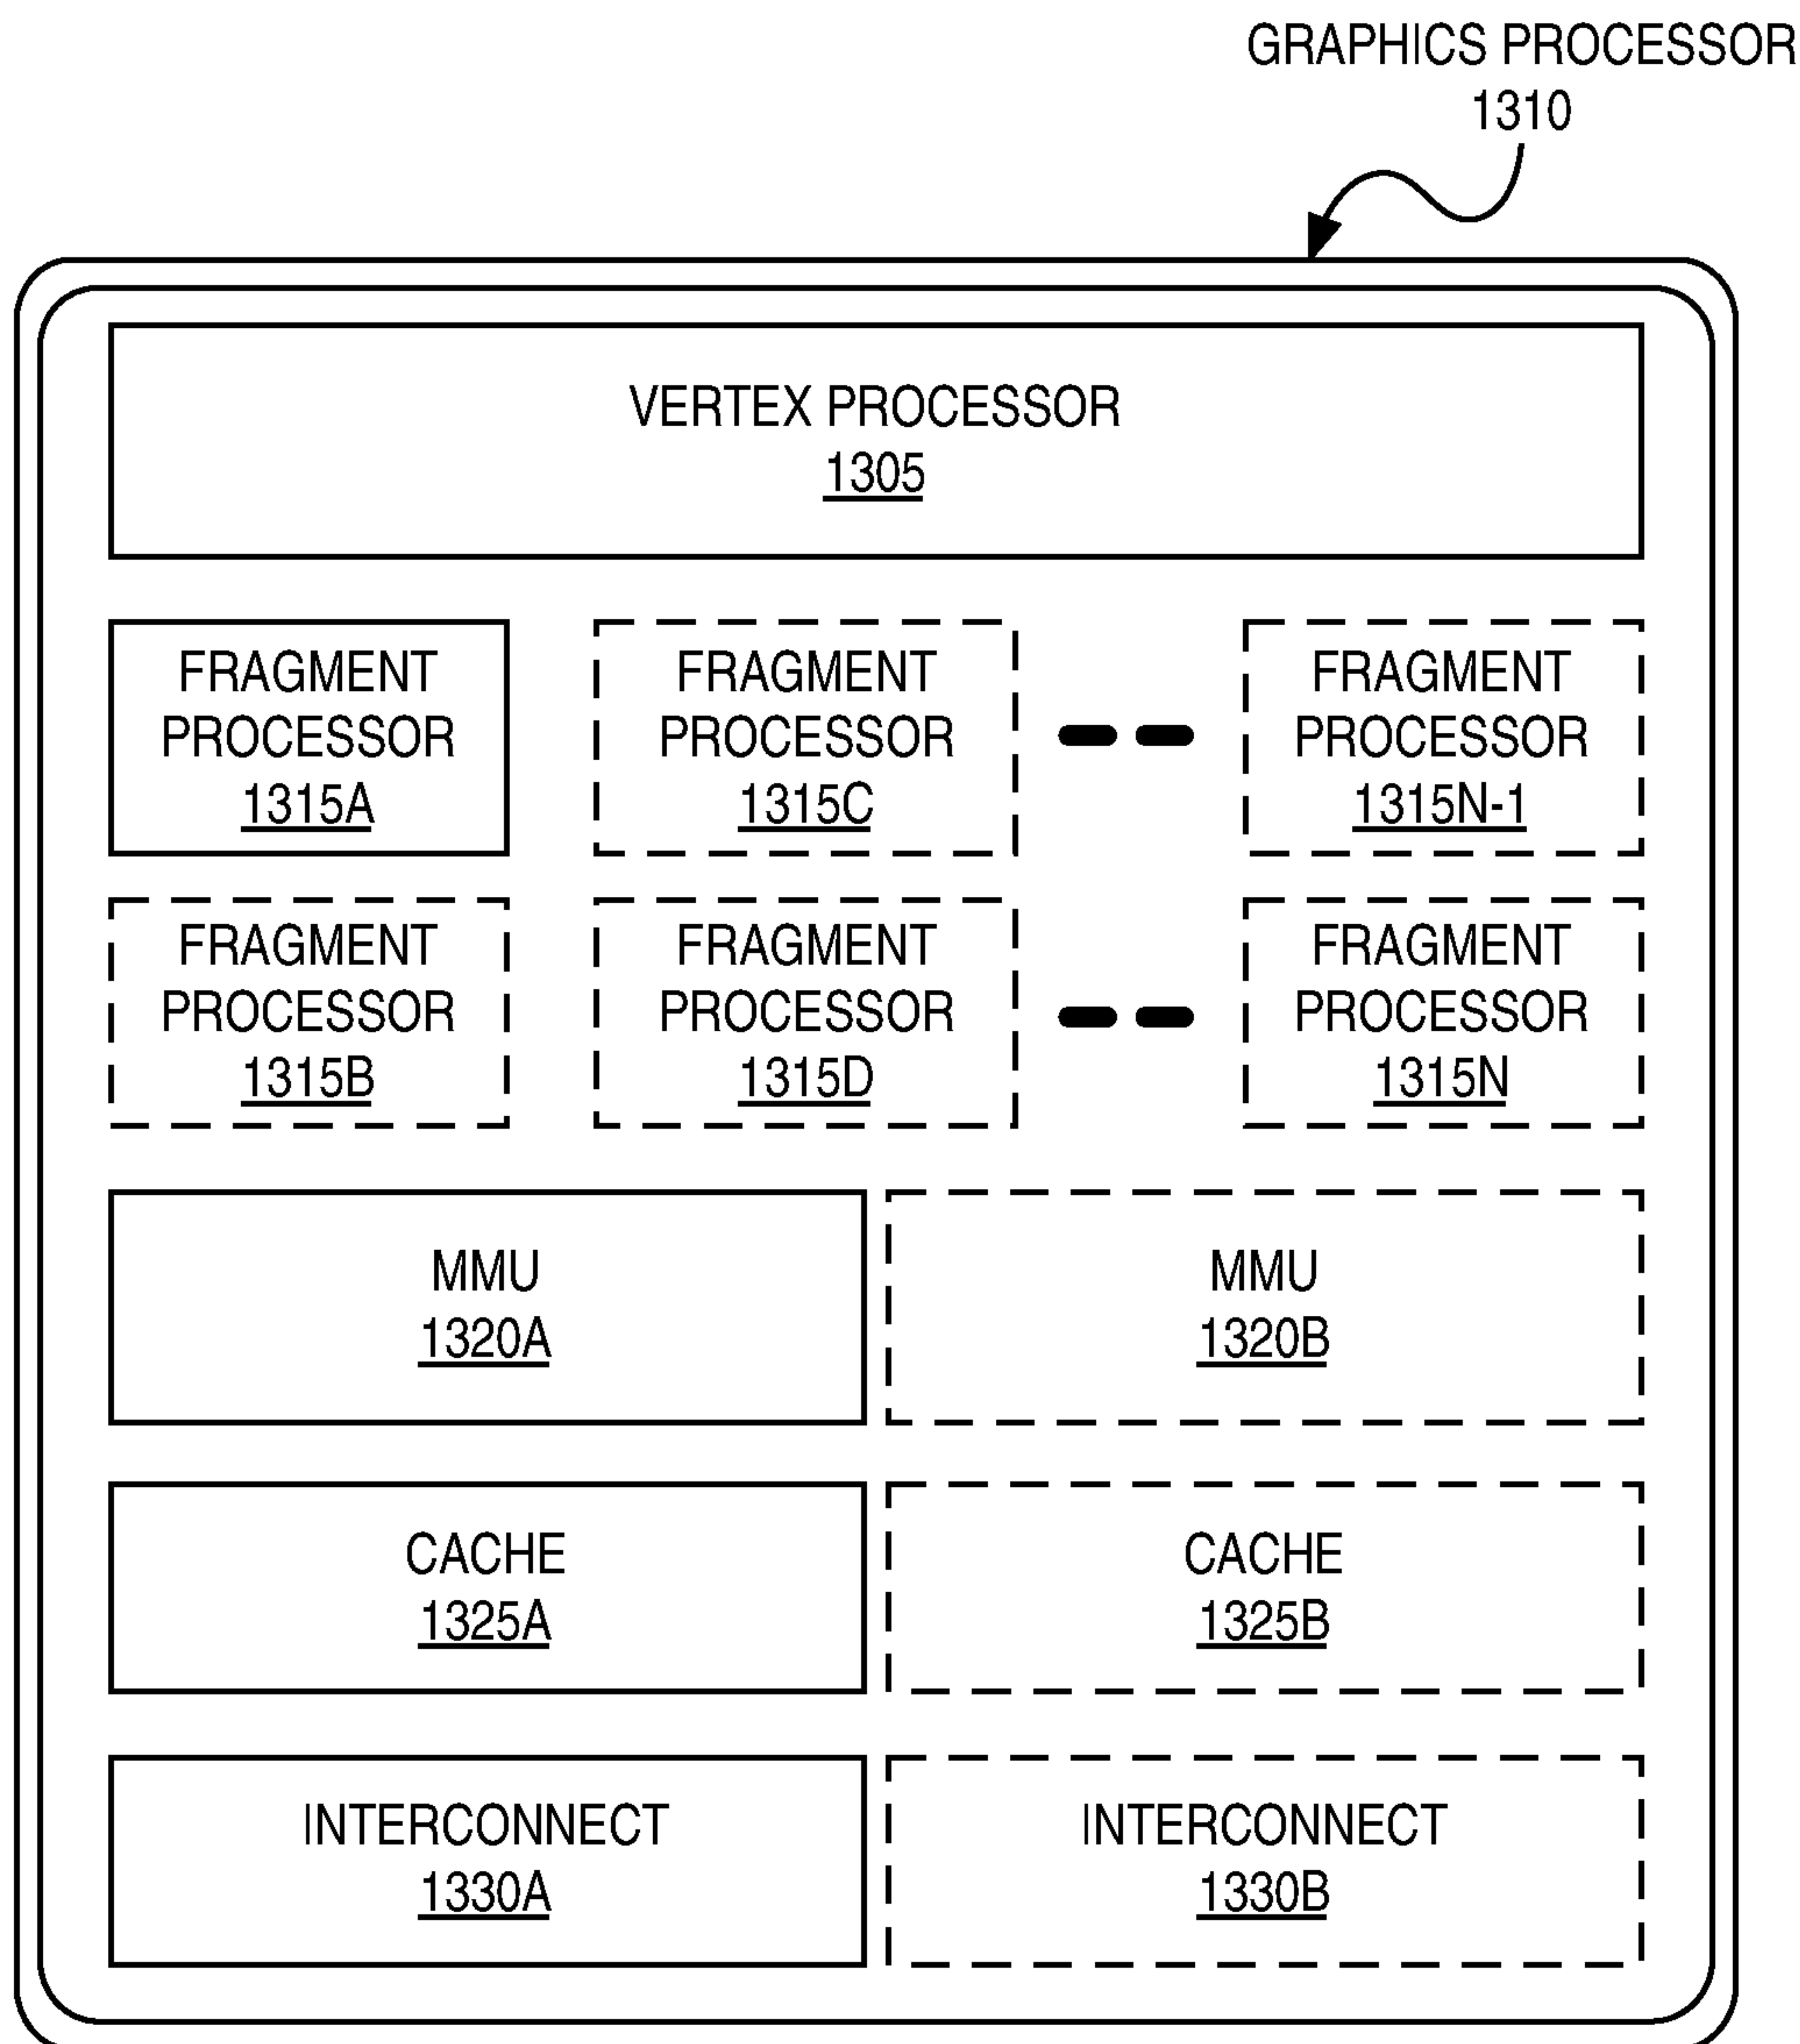 GRAPHICS PROCESSOR
1310
VERTEX PROCESSOR
1305
FRAGMENT
PROCESSOR
1315A
FRAGMENT
PROCESSOR
1315C
FRAGMENT
PROCESSOR
1315N-1
FRAGMENT
PROCESSOR
1315B
FRAGMENT
PROCESSOR
1315D
FRAGMENT
PROCESSOR
1315N
MMU
1320A
MMU
1320B
CACHE
1325A
CACHE
1325B
INTERCONNECT
1330A
INTERCONNECT
1330B